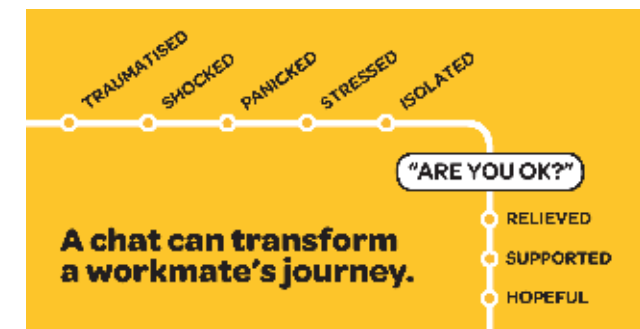 TRAUMATISED
SHOCKED
PANICKED
STRESSED
ISOLATED
"ARE YOU OK?"
RELIEVED
SUPPORTED
HOPEFUL
A chat can transform
a workmate's journey.